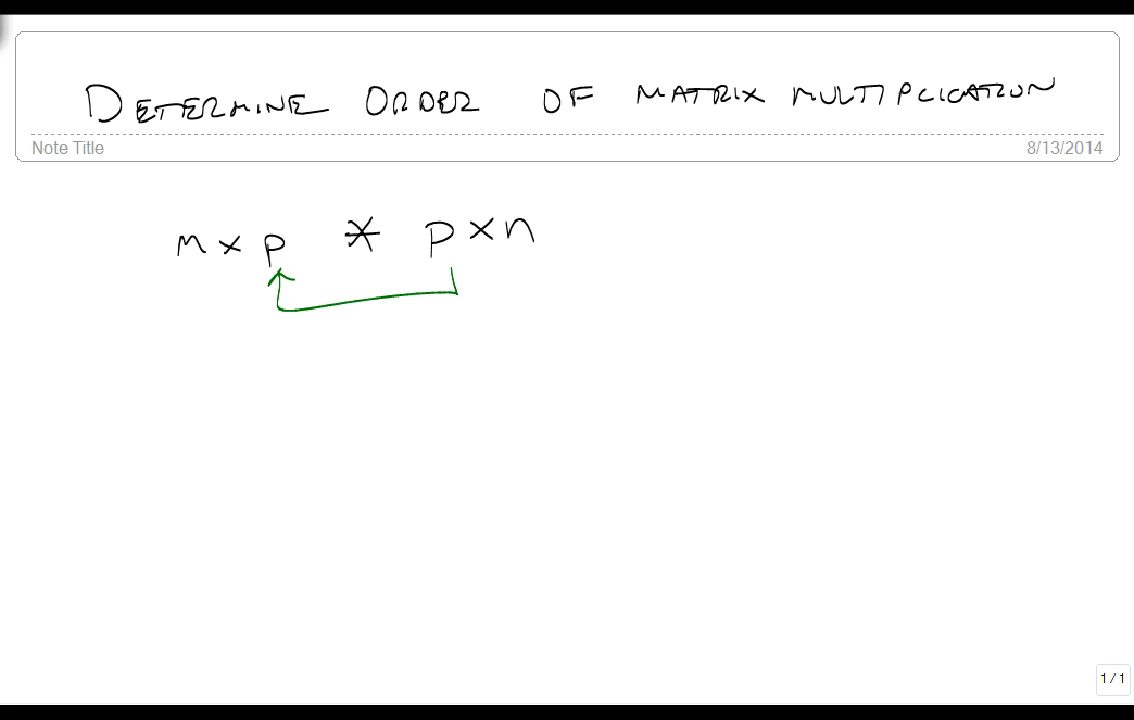 DETERMINE ORDER OF MATRIX MULTIPLICATION
Note Title 8/13/2014
m × p * p × n
1/1